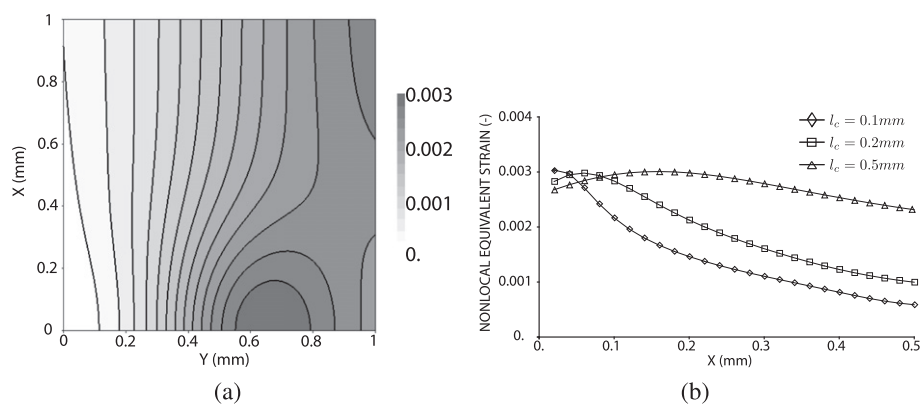 1
0.8
0.6
0.4
0.2
0
X (mm)
0 0.2 0.4 0.6 0.8 1
Y (mm)
0.003
0.002
0.001
0.
(a)
NONLOCAL EQUIVALENT STRAIN (-)
0.004
0.003
0.002
0.001
0.
0. 0.1 0.2 0.3 0.4 0.5
X (mm)
l_c = 0.1mm
l_c = 0.2mm
l_c = 0.5mm
(b)